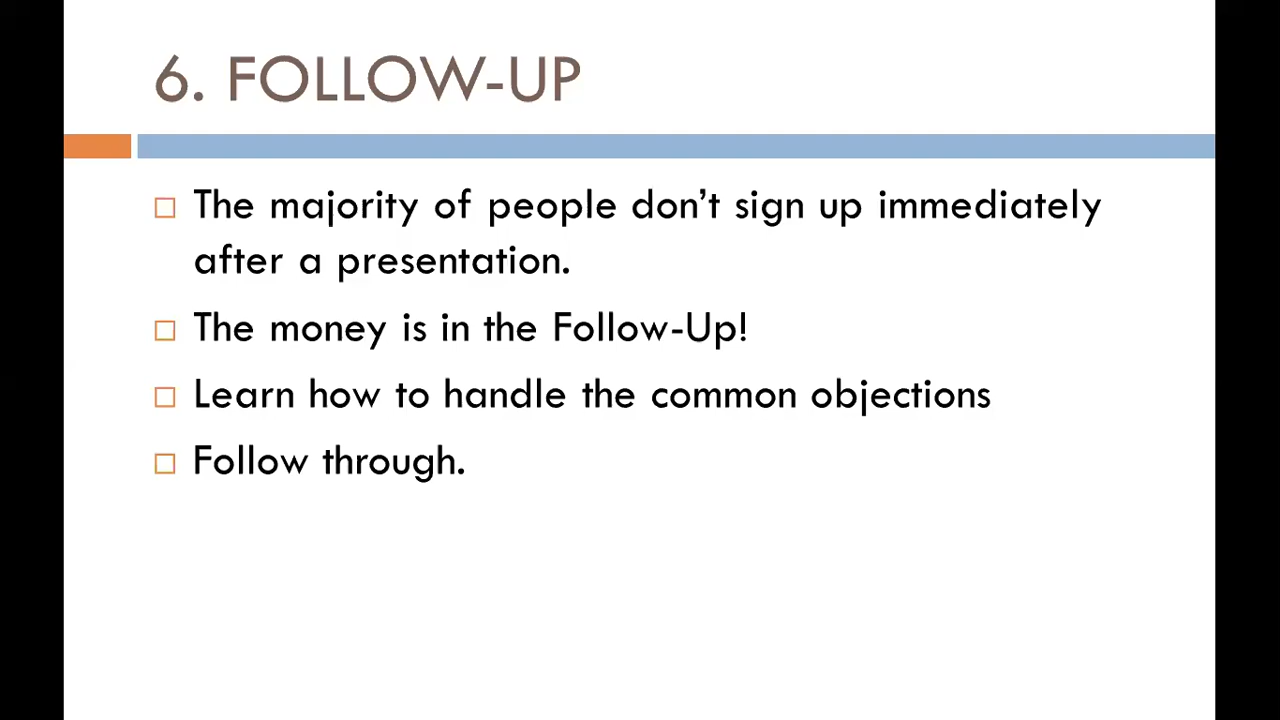 6. FOLLOW-UP
The majority of people don’t sign up immediately
after a presentation.
The money is in the Follow-Up!
Learn how to handle the common objections
Follow through.